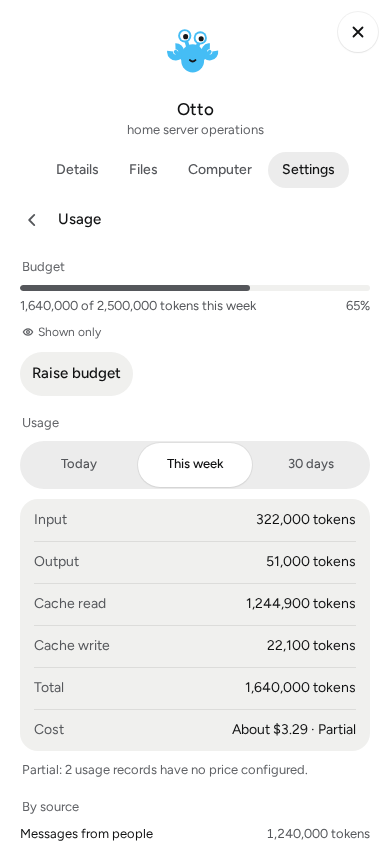 Otto
home server operations
Details Files Computer Settings
Usage
Budget
1,640,000 of 2,500,000 tokens this week 65%
Shown only
Raise budget
Usage
Today This week 30 days
Input 322,000 tokens
Output 51,000 tokens
Cache read 1,244,900 tokens
Cache write 22,100 tokens
Total 1,640,000 tokens
Cost About $3.29 · Partial
Partial: 2 usage records have no price configured.
By source
Messages from people 1,240,000 tokens